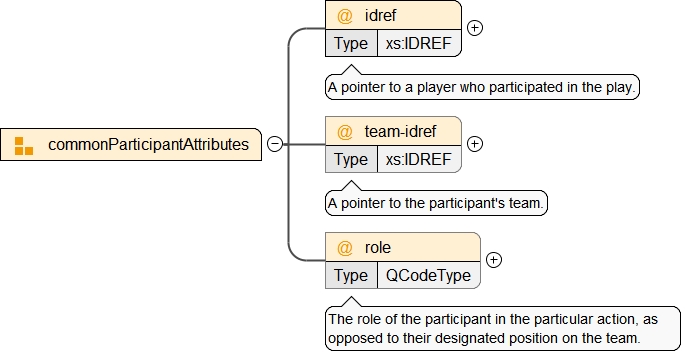 @ idref
Type xs:IDREF
A pointer to a player who participated in the play.
commonParticipantAttributes
@ team-idref
Type xs:IDREF
A pointer to the participant's team.
@ role
Type QCodeType
The role of the participant in the particular action, as
opposed to their designated position on the team.